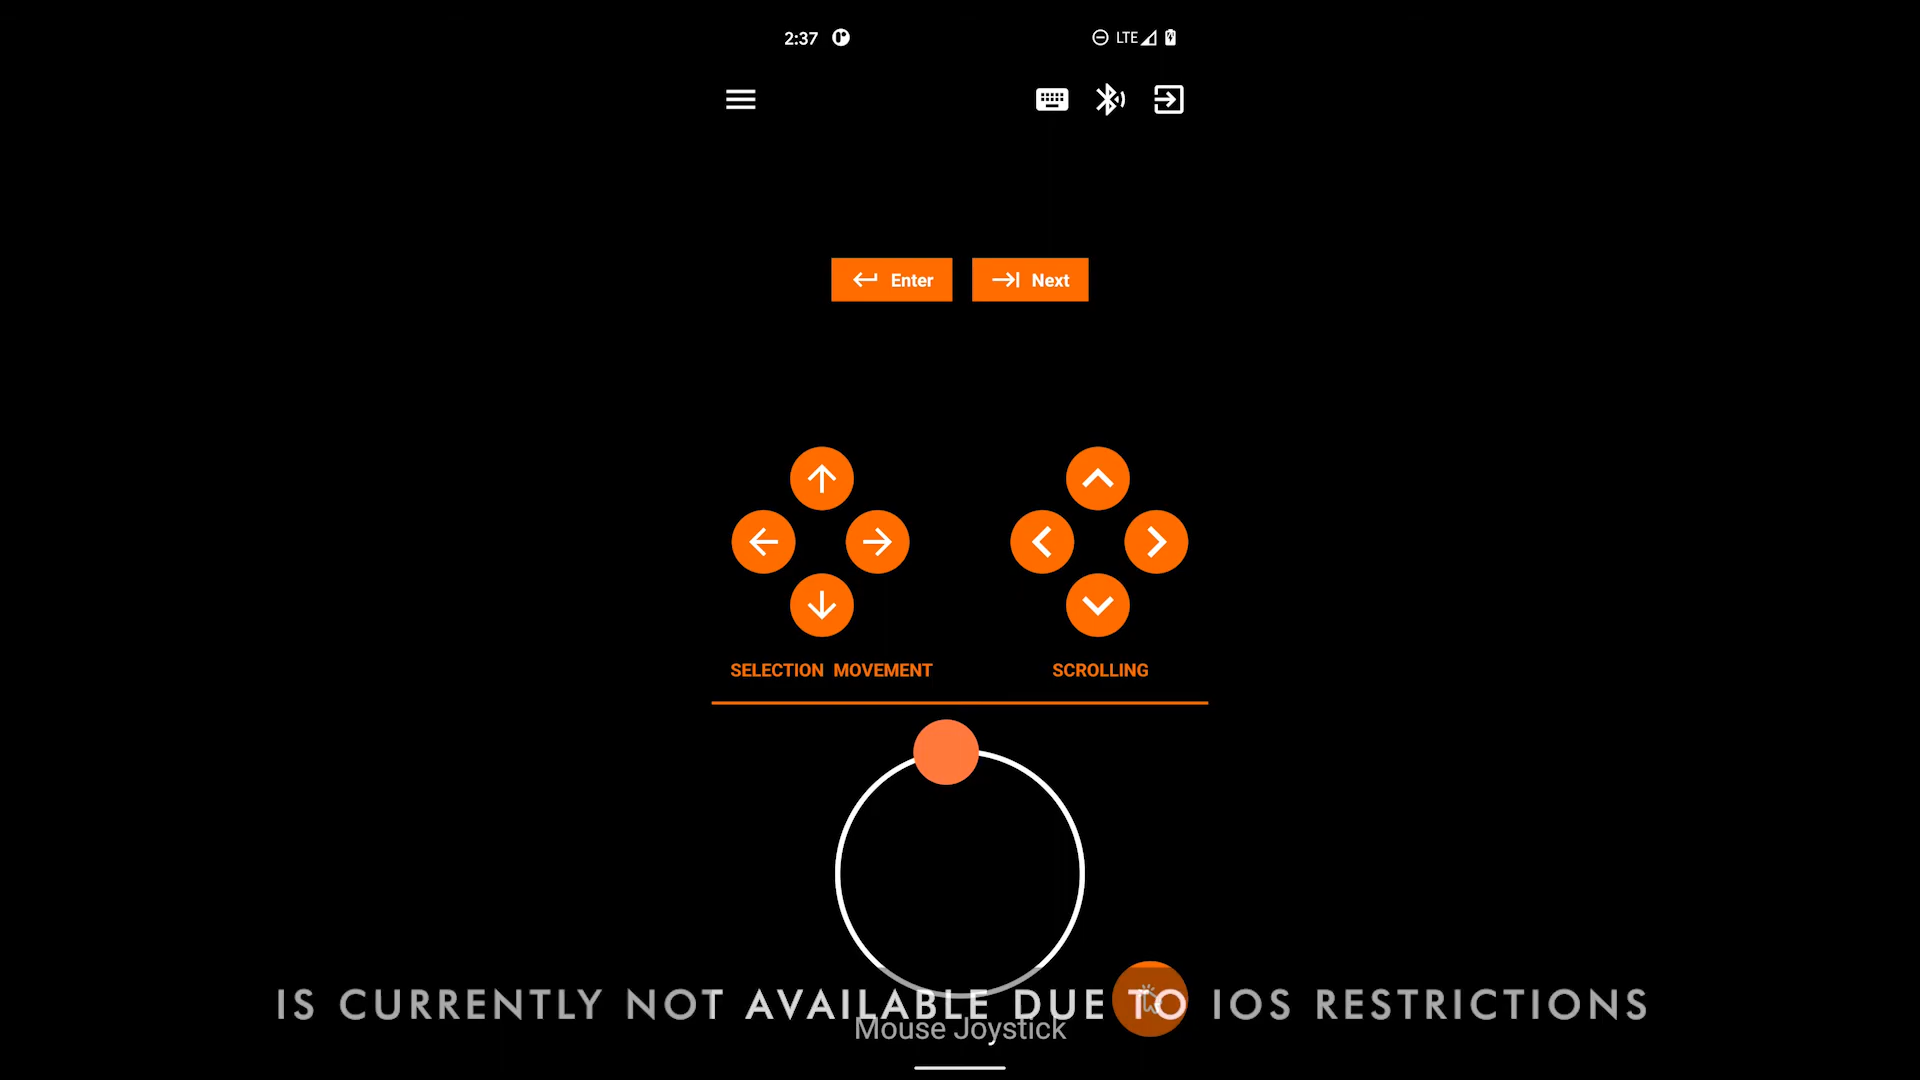 2:37 LTE
Enter Next
SELECTION MOVEMENT SCROLLING
IS CURRENTLY NOT AVAILABLE DUE TO IOS RESTRICTIONS
Mouse Joystick